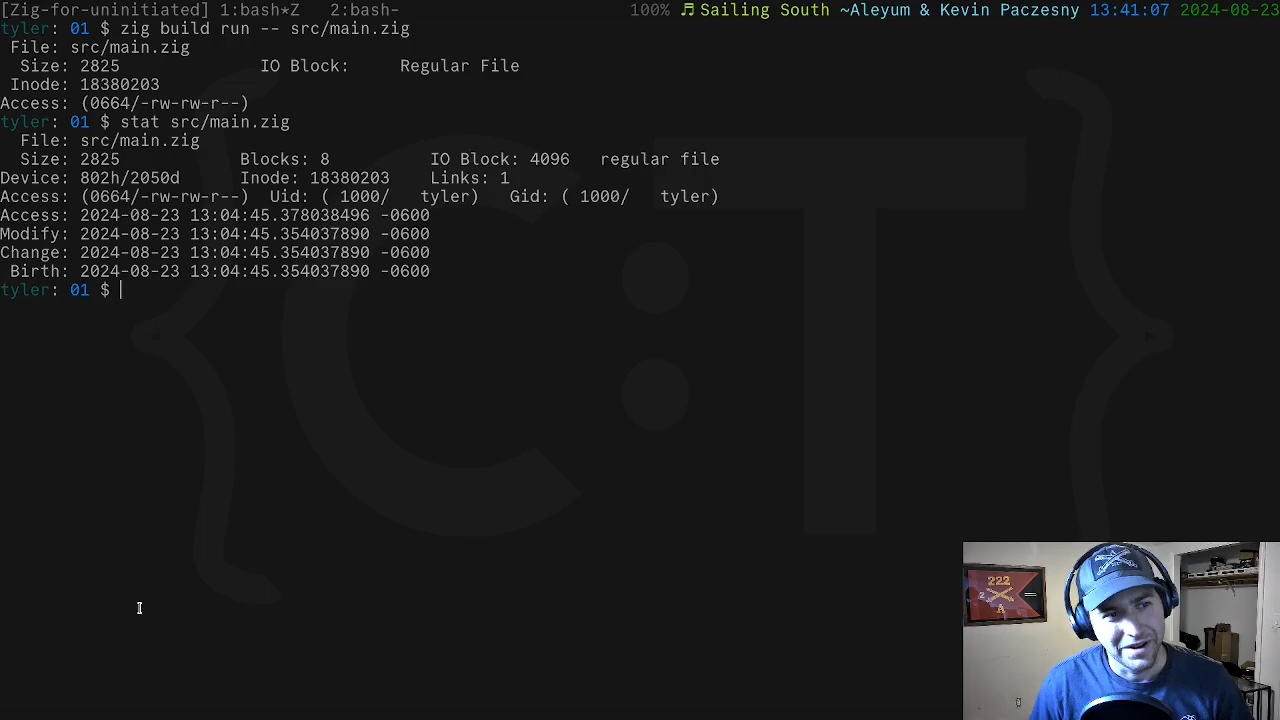 [Zig-for-uninitiated] 1:bash*Z   2:bash-                       100% ♬ Sailing South ~Aleyum & Kevin Paczesny 13:41:07 2024-08-23
tyler: 01 $ zig build run -- src/main.zig
 File: src/main.zig
  Size: 2825              IO Block:     Regular File
 Inode: 18380203
Access: (0664/-rw-rw-r--)
tyler: 01 $ stat src/main.zig
  File: src/main.zig
  Size: 2825            Blocks: 8          IO Block: 4096   regular file
Device: 802h/2050d      Inode: 18380203    Links: 1
Access: (0664/-rw-rw-r--)  Uid: ( 1000/   tyler)   Gid: ( 1000/   tyler)
Access: 2024-08-23 13:04:45.378038496 -0600
Modify: 2024-08-23 13:04:45.354037890 -0600
Change: 2024-08-23 13:04:45.354037890 -0600
 Birth: 2024-08-23 13:04:45.354037890 -0600
tyler: 01 $
{C:T}
222
2
A